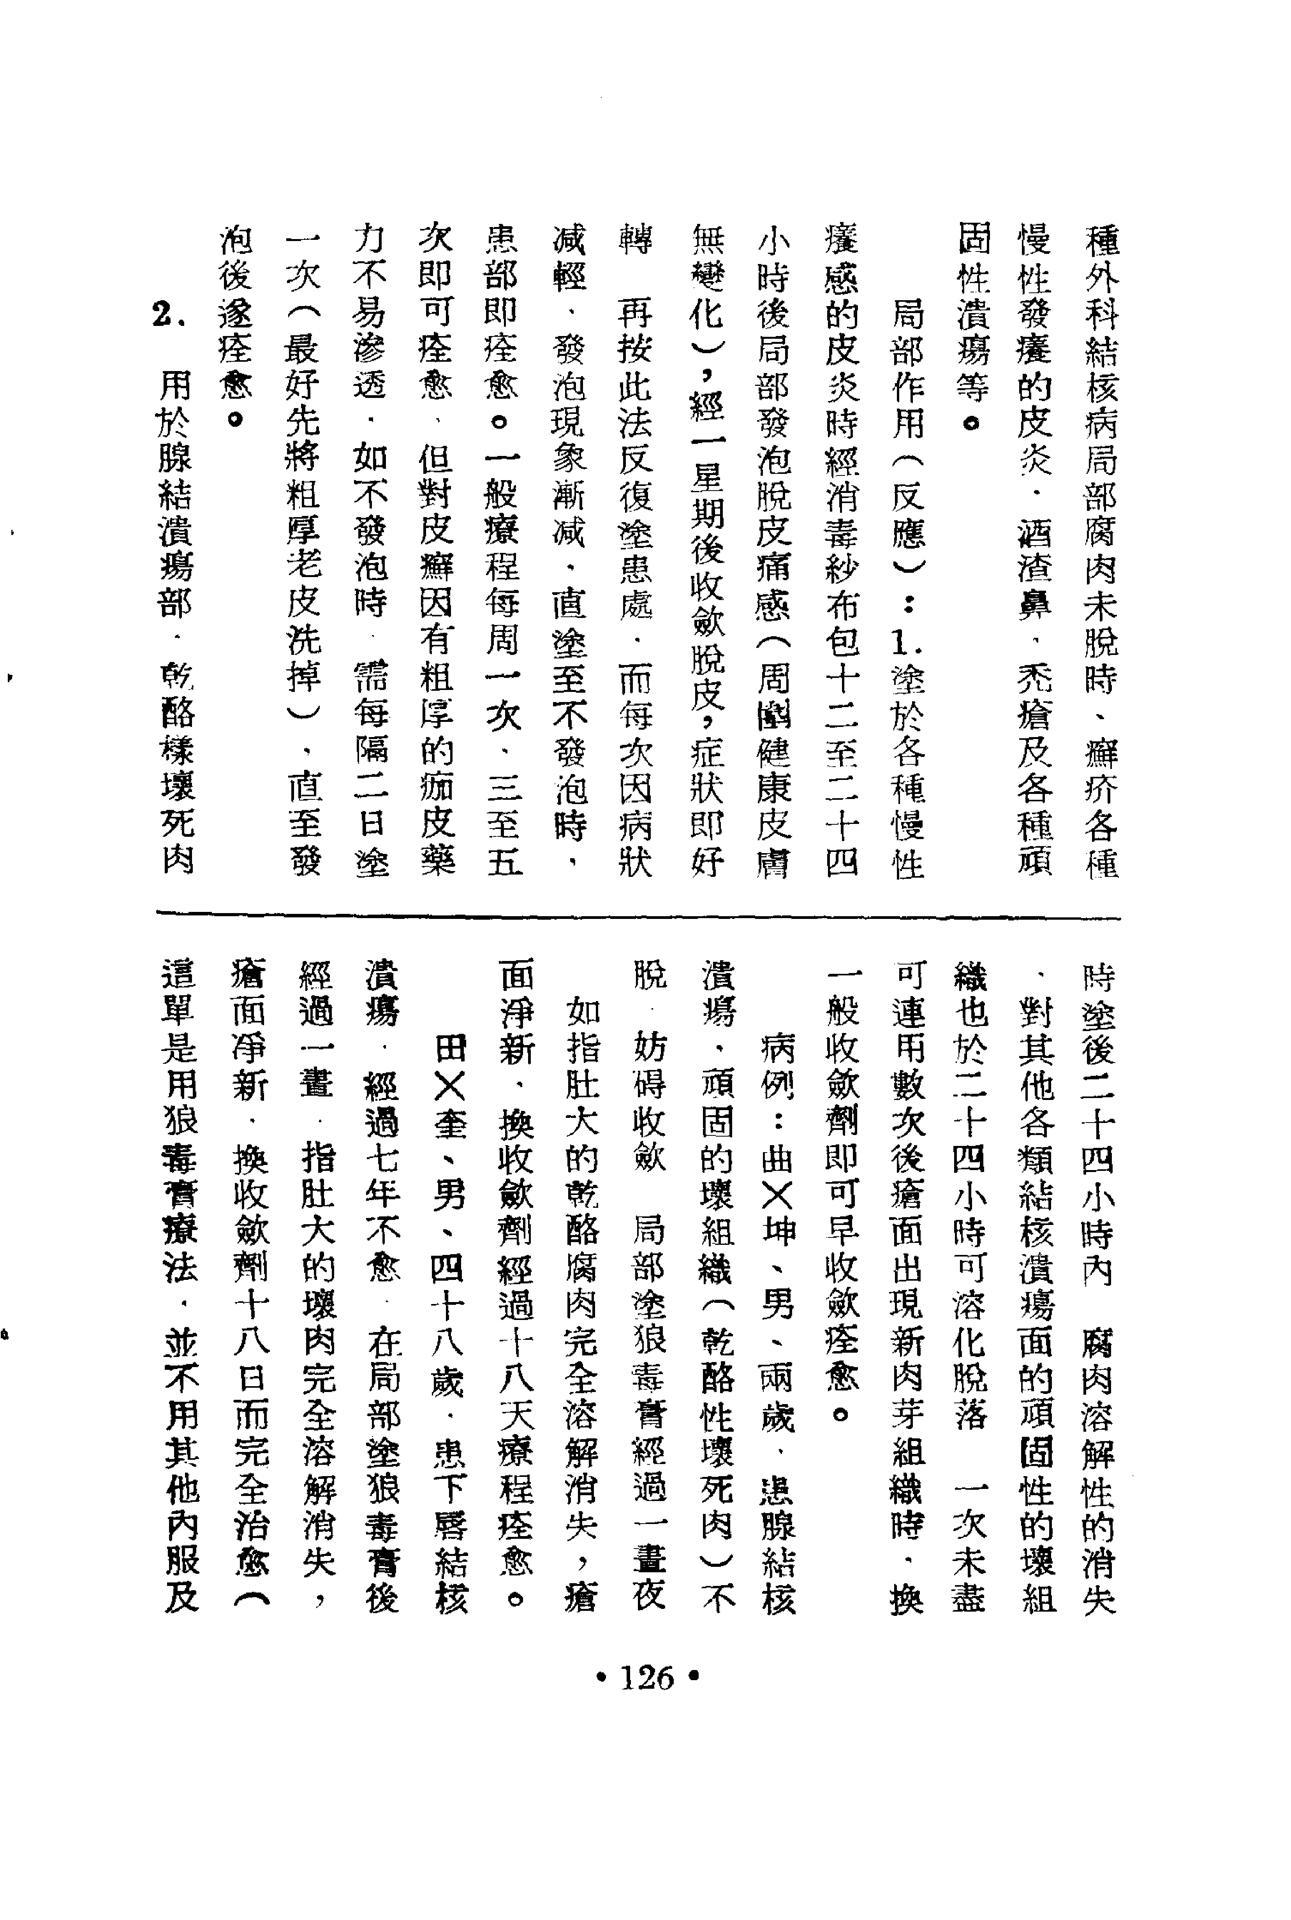 種外科結核病局部腐肉未脫時、癬疥各種
慢性發癢的皮炎．酒渣鼻．禿瘡及各種頑
固性潰瘍等。
局部作用（反應）：1.塗於各種慢性
癢感的皮炎時經消毒紗布包十二至二十四
小時後局部發泡脫皮痛感（周圍健康皮膚
無變化），經一星期後收歛脫皮，症狀即好
轉　再按此法反復塗患處．而每次因病狀
减輕．發泡現象漸减．直塗至不發泡時，
患部即痊愈。一般療程每周一次、三至五
次即可痊愈、但對皮癬因有粗厚的痂皮藥
力不易滲透．如不發泡時．需每隔二日塗
一次（最好先將粗厚老皮洗掉）、直至發
泡後遂痊愈。
2.　用於腺結潰瘍部．乾酪樣壞死肉
時塗後二十四小時內　腐肉溶解性的消失
、對其他各類結核潰瘍面的頑固性的壞組
織也於二十四小時可溶化脫落　一次未盡
可連用數次後瘡面出現新肉芽組織時．換
一般收歛劑即可早收歛痊愈。
病例：曲×坤、男、兩歲．患腺結核
潰瘍．頑固的壞組織（乾酪性壞死肉）不
脫．妨碍收歛　局部塗狼毒膏經過一晝夜
如指肚大的乾酪腐肉完全溶解消失，瘡
面淨新．換收歛劑經過十八天療程痊愈。
田×奎、男、四十八歲．患下唇結核
潰瘍．經過七年不愈．在局部塗狼毒膏後
經過一晝．指肚大的壞肉完全溶解消失，
瘡面淨新．換收歛劑十八日而完全治愈（
這單是用狼毒膏療法．並不用其他內服及
•126•